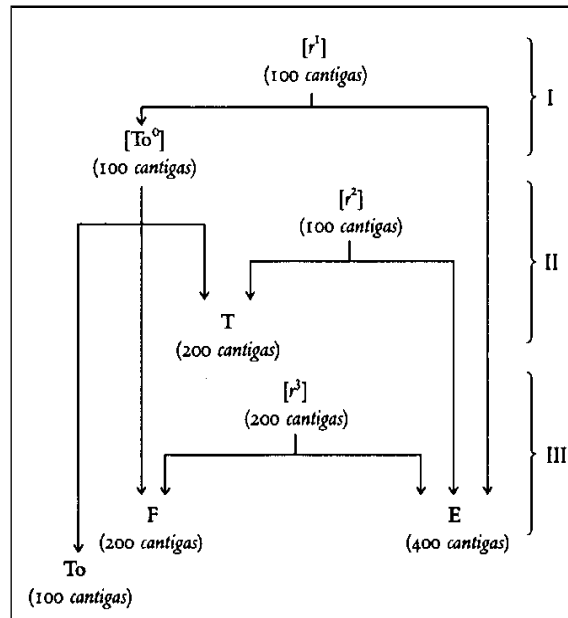 [r¹]
(100 cantigas)
I
[To⁰]
(100 cantigas)
[r²]
(100 cantigas)
II
T
(200 cantigas)
[r³]
(200 cantigas)
III
F
(200 cantigas)
E
(400 cantigas)
To
(100 cantigas)